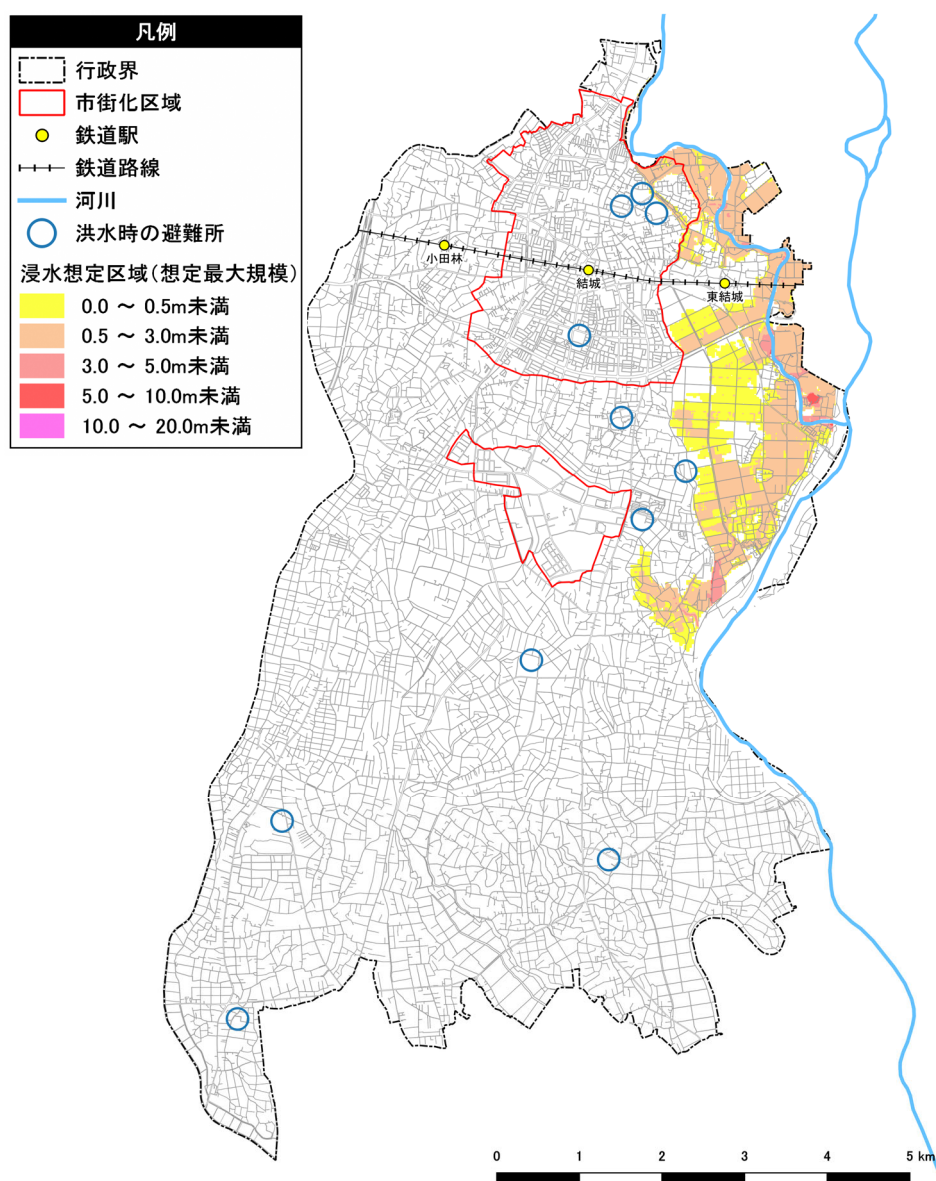 凡例
行政界
市街化区域
鉄道駅
鉄道路線
河川
洪水時の避難所
浸水想定区域(想定最大規模)
0.0 ～ 0.5m未満
0.5 ～ 3.0m未満
3.0 ～ 5.0m未満
5.0 ～ 10.0m未満
10.0 ～ 20.0m未満
小田林
結城
東結城
0 1 2 3 4 5 km